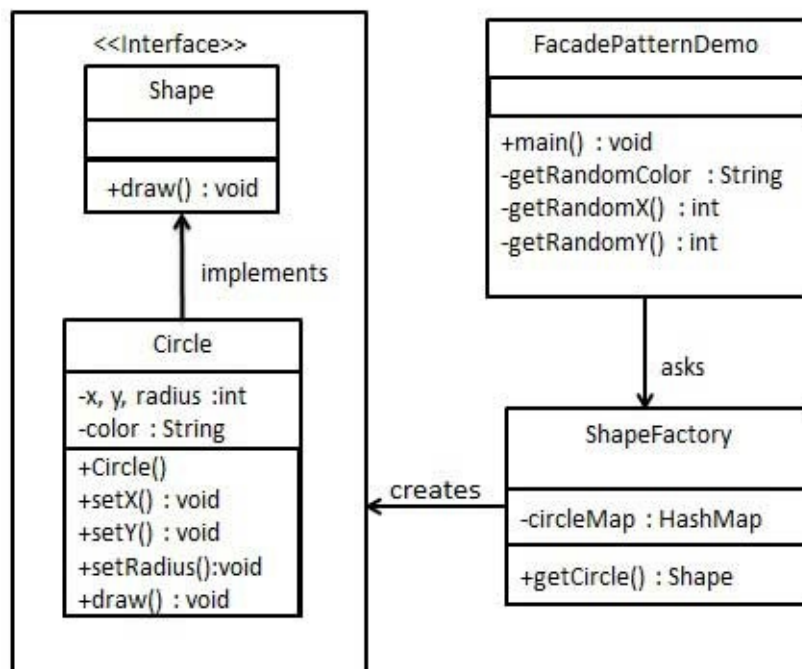 <<Interface>>
Shape
+draw() : void
implements
Circle
-x, y, radius :int
-color : String
+Circle()
+setX() : void
+setY() : void
+setRadius():void
+draw() : void
FacadePatternDemo
+main() : void
-getRandomColor : String
-getRandomX() : int
-getRandomY() : int
asks
ShapeFactory
-circleMap : HashMap
+getCircle() : Shape
creates